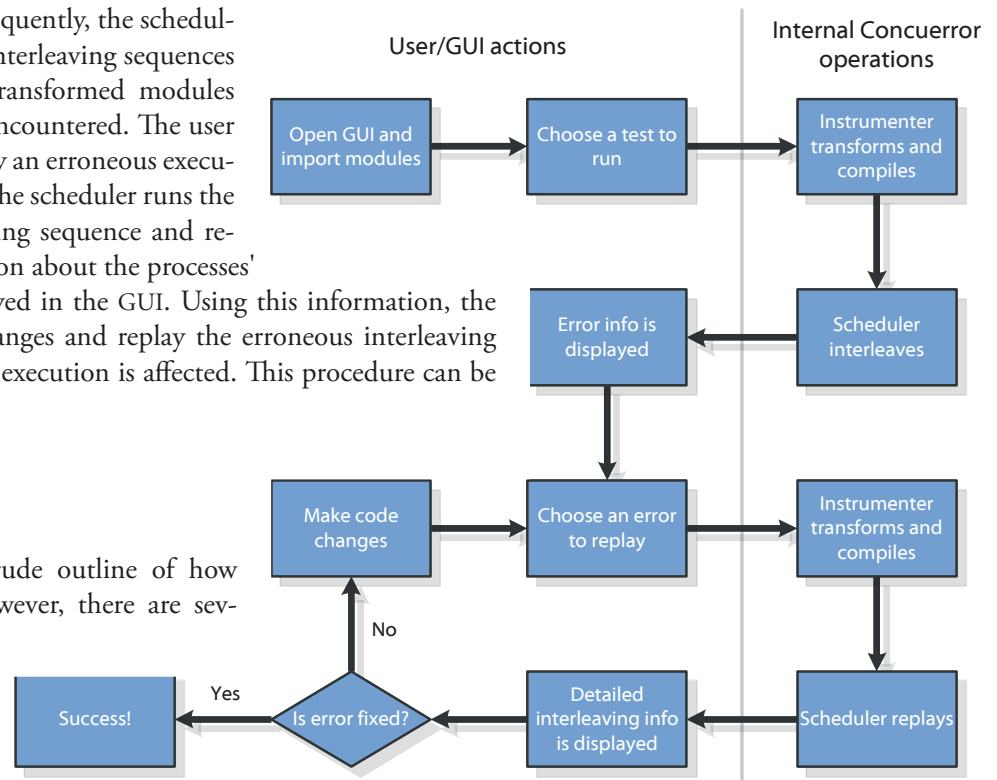 quently, the schedul-
nterleaving sequences
ransformed modules
ncountered. The user
y an erroneous execu-
he scheduler runs the
ing sequence and re-
on about the processes'
yed in the GUI. Using this information, the
anges and replay the erroneous interleaving
execution is affected. This procedure can be
rude outline of how
wever, there are sev-
User/GUI actions
Internal Concuerror
operations
Open GUI and
import modules
Choose a test to
run
Instrumenter
transforms and
compiles
Error info is
displayed
Scheduler
interleaves
Make code
changes
Choose an error
to replay
Instrumenter
transforms and
compiles
No
Success!
Yes
Is error fixed?
Detailed
interleaving info
is displayed
Scheduler replays